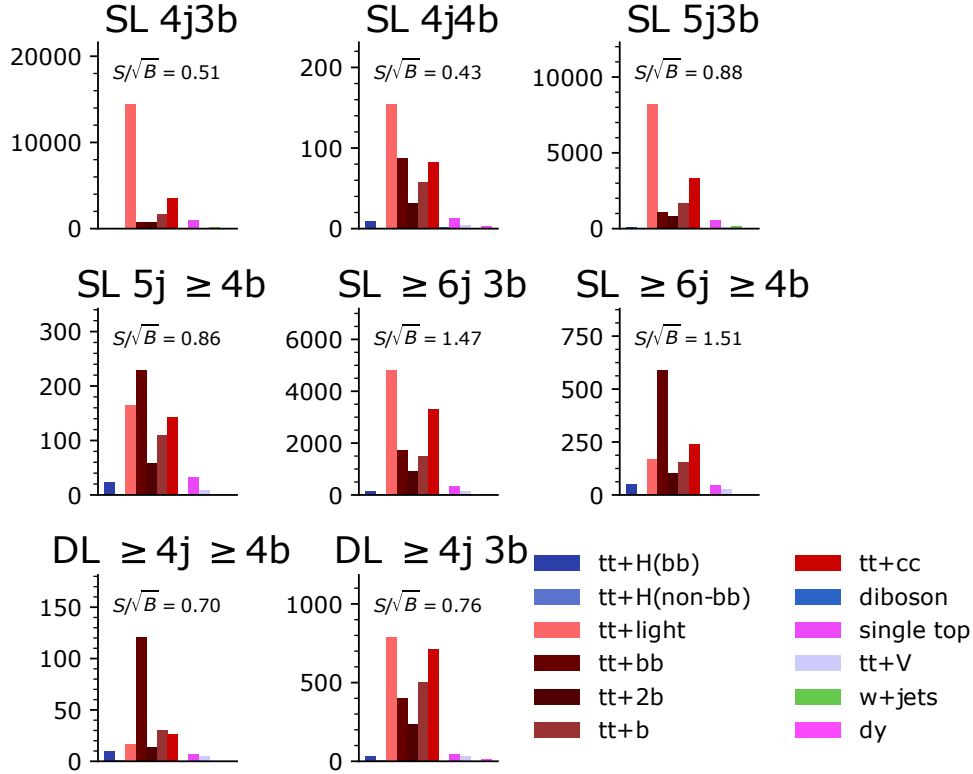 SL 4j3b
SL 4j4b
SL 5j3b
20000
10000
0
S/√B = 0.51
200
100
0
S/√B = 0.43
10000
5000
0
S/√B = 0.88
SL 5j ≥ 4b
SL ≥ 6j 3b
SL ≥ 6j ≥ 4b
300
200
100
0
S/√B = 0.86
6000
4000
2000
0
S/√B = 1.47
750
500
250
0
S/√B = 1.51
DL ≥ 4j ≥ 4b
DL ≥ 4j 3b
150
100
50
0
S/√B = 0.70
1000
500
0
S/√B = 0.76
tt+H(bb)
tt+H(non-bb)
tt+light
tt+bb
tt+2b
tt+b
tt+cc
diboson
single top
tt+V
w+jets
dy